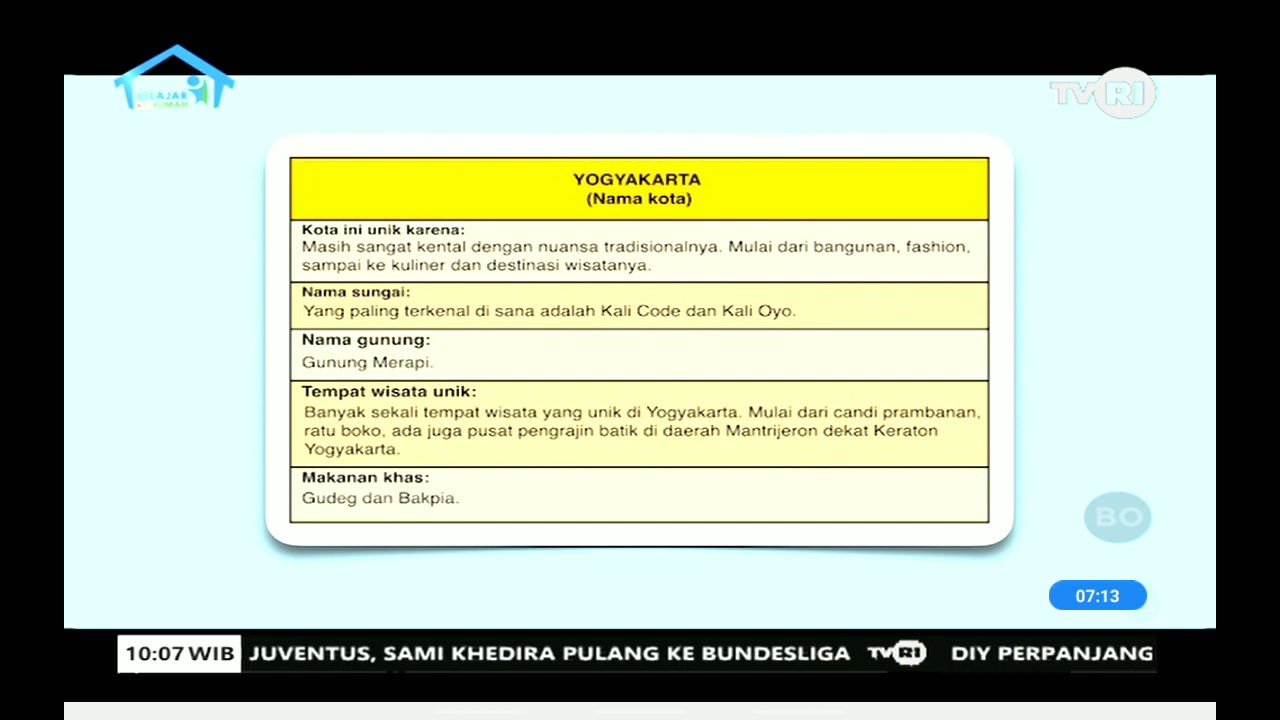 BELAJAR
RUMAH
TVRI
YOGYAKARTA
(Nama kota)
Kota ini unik karena:
Masih sangat kental dengan nuansa tradisionalnya. Mulai dari bangunan, fashion,
sampai ke kuliner dan destinasi wisatanya.
Nama sungai:
Yang paling terkenal di sana adalah Kali Code dan Kali Oyo.
Nama gunung:
Gunung Merapi.
Tempat wisata unik:
Banyak sekali tempat wisata yang unik di Yogyakarta. Mulai dari candi prambanan,
ratu boko, ada juga pusat pengrajin batik di daerah Mantrijeron dekat Keraton
Yogyakarta.
Makanan khas:
Gudeg dan Bakpia.
BO
07:13
10:07 WIB JUVENTUS, SAMI KHEDIRA PULANG KE BUNDESLIGA TVRI DIY PERPANJANG